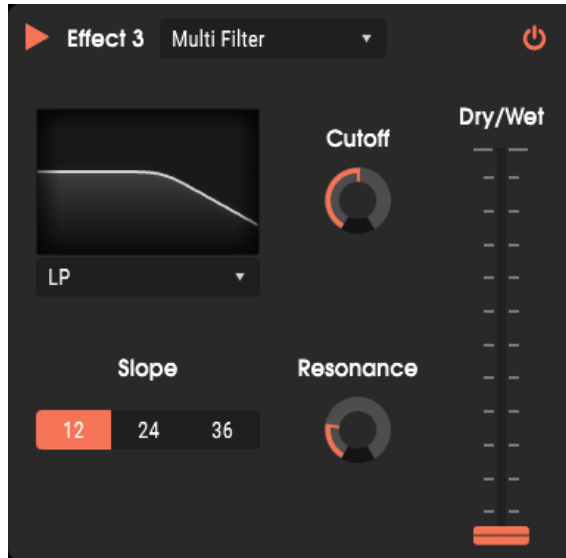 Effect 3 Multi Filter
Dry/Wet
Cutoff
LP
Slope
Resonance
12 24 36